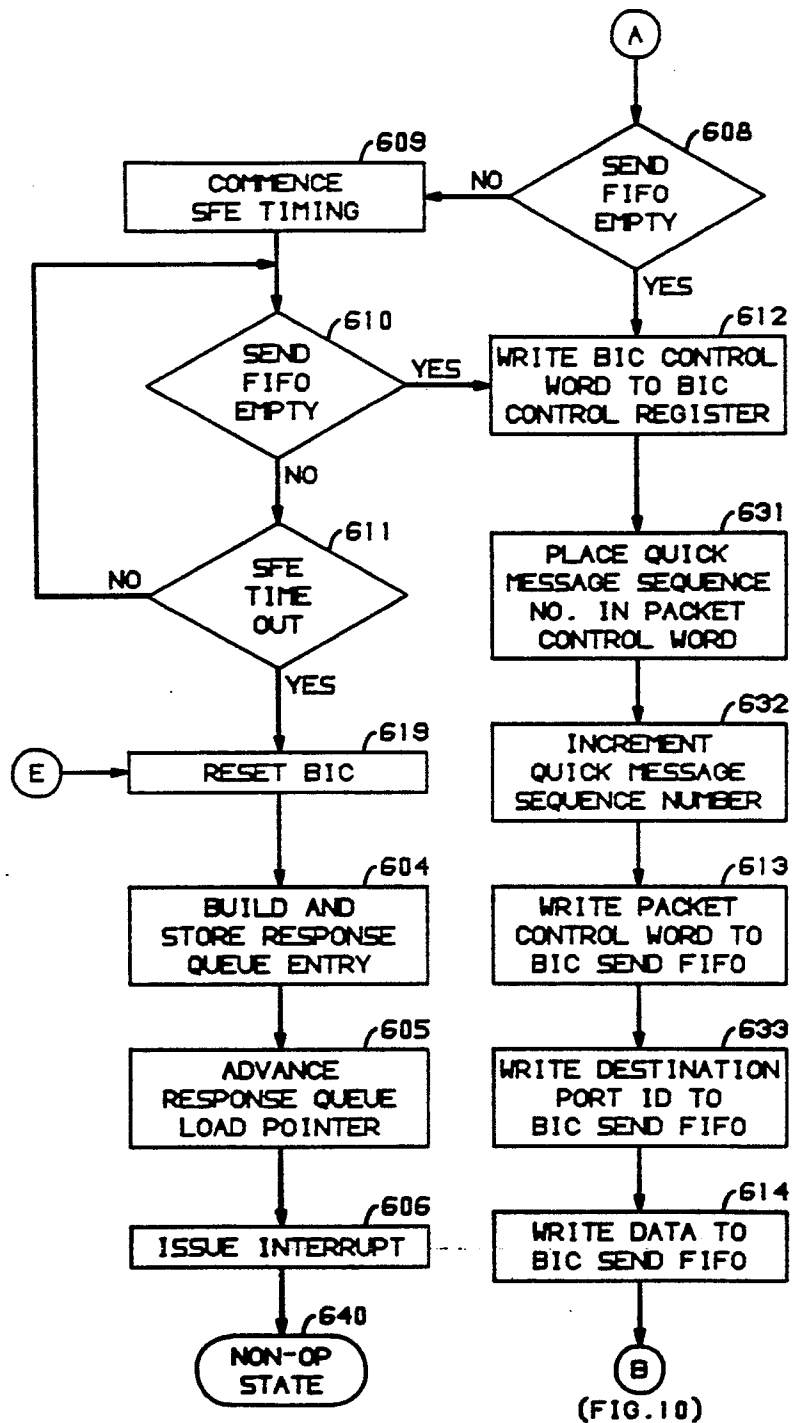 A
608
SEND
FIFO
EMPTY
NO
YES
609
COMMENCE
SFE TIMING
610
SEND
FIFO
EMPTY
YES
NO
611
SFE
TIME
OUT
NO
YES
E
619
RESET BIC
604
BUILD AND
STORE RESPONSE
QUEUE ENTRY
605
ADVANCE
RESPONSE QUEUE
LOAD POINTER
606
ISSUE INTERRUPT
640
NON-OP
STATE
612
WRITE BIC CONTROL
WORD TO BIC
CONTROL REGISTER
631
PLACE QUICK
MESSAGE SEQUENCE
NO. IN PACKET
CONTROL WORD
632
INCREMENT
QUICK MESSAGE
SEQUENCE NUMBER
613
WRITE PACKET
CONTROL WORD TO
BIC SEND FIFO
633
WRITE DESTINATION
PORT ID TO
BIC SEND FIFO
614
WRITE DATA TO
BIC SEND FIFO
B
(FIG.10)